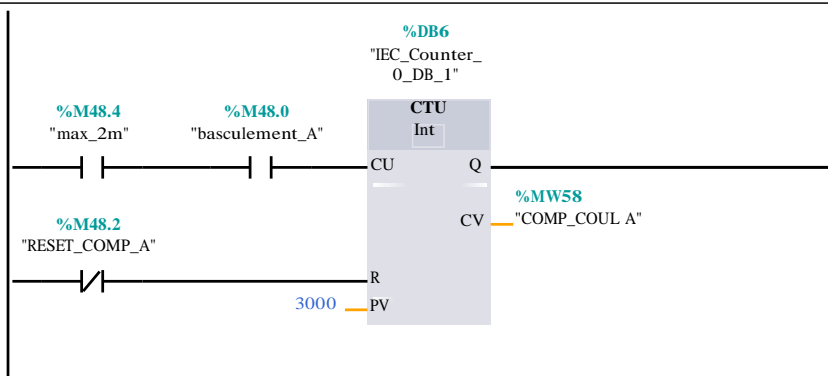 %DB6
"IEC_Counter_
0_DB_1"
%M48.4
%M48.0
CTU
"max_2m"
"basculement_A"
Int
CU
Q
%MW58
%M48.2
CV
"COMP_COUL A"
"RESET_COMP_A"
R
3000
PV